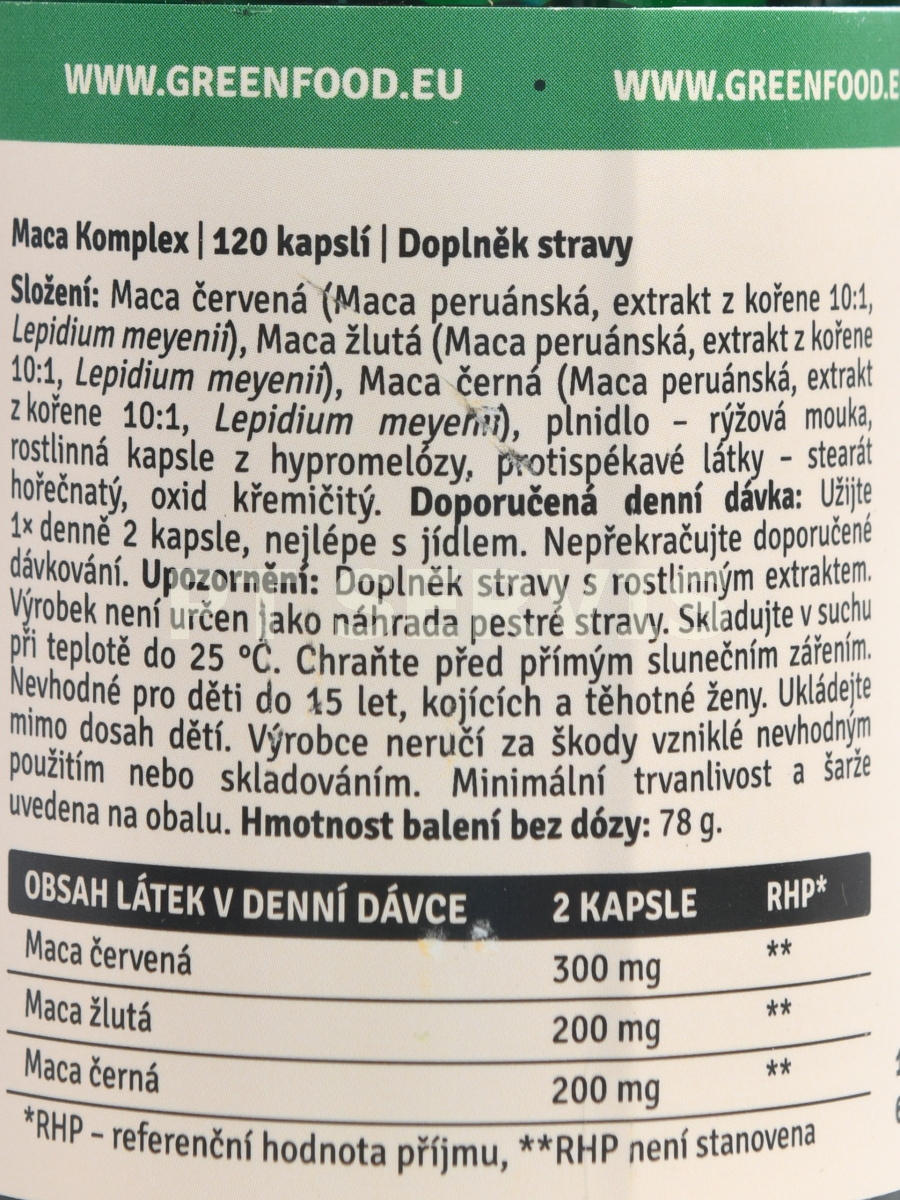 WWW.GREENFOOD.EU • WWW.GREENFOOD.E
Maca Komplex | 120 kapslí | Doplněk stravy
Složení: Maca červená (Maca peruánská, extrakt z kořene 10:1,
Lepidium meyenii), Maca žlutá (Maca peruánská, extrakt z kořene
10:1, Lepidium meyenii), Maca černá (Maca peruánská, extrakt
z kořene 10:1, Lepidium meyenii), plnidlo – rýžová mouka,
rostlinná kapsle z hypromelózy, protispékavé látky – stearát
hořečnatý, oxid křemičitý. Doporučená denní dávka: Užijte
1× denně 2 kapsle, nejlépe s jídlem. Nepřekračujte doporučené
dávkování. Upozornění: Doplněk stravy s rostlinným extraktem.
Výrobek není určen jako náhrada pestré stravy. Skladujte v suchu
při teplotě do 25 °C. Chraňte před přímým slunečním zářením.
Nevhodné pro děti do 15 let, kojících a těhotné ženy. Ukládejte
mimo dosah dětí. Výrobce neručí za škody vzniklé nevhodným
použitím nebo skladováním. Minimální trvanlivost a šarže
uvedena na obalu. Hmotnost balení bez dózy: 78 g.
OBSAH LÁTEK V DENNÍ DÁVCE 2 KAPSLE RHP*
Maca červená 300 mg **
Maca žlutá 200 mg **
Maca černá 200 mg **
*RHP – referenční hodnota příjmu, **RHP není stanovena